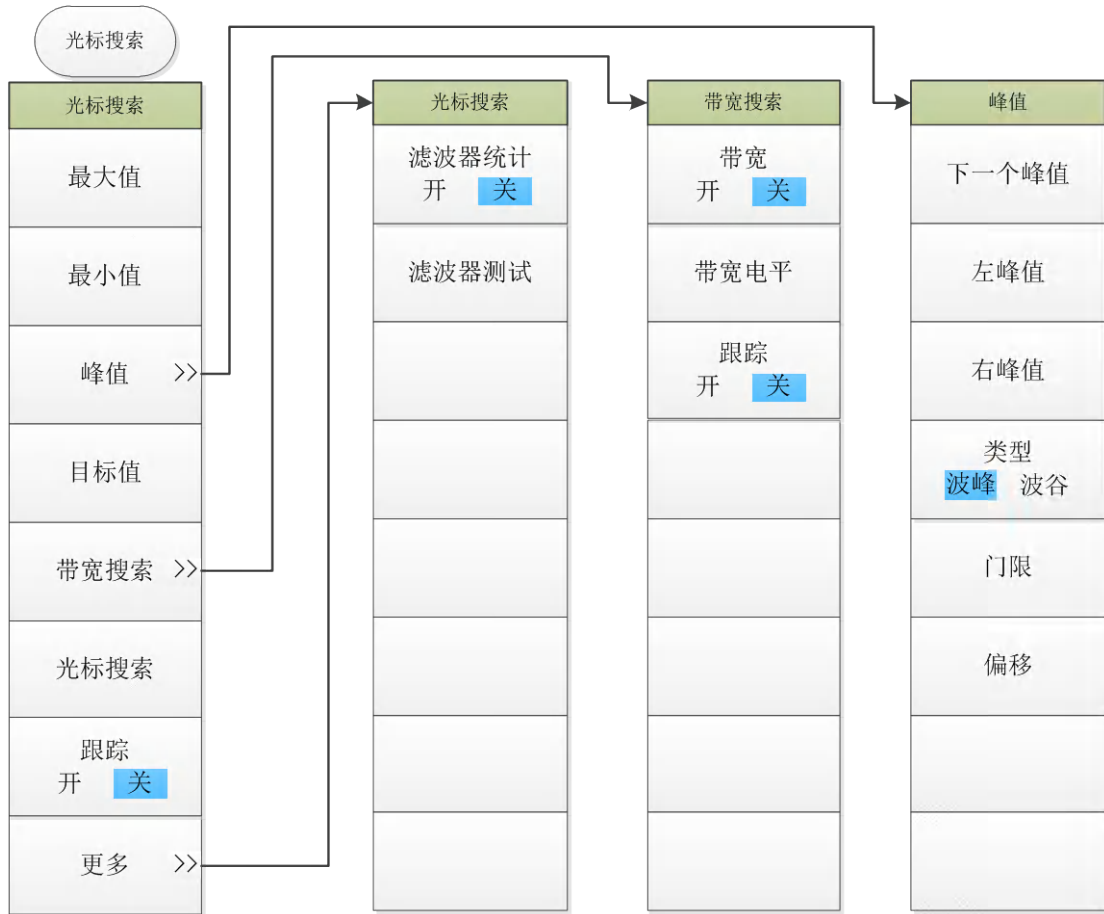 光标搜索
光标搜索
最大值
最小值
峰值 >>
目标值
带宽搜索 >>
光标搜索
跟踪
开 关
更多 >>
光标搜索
滤波器统计
开 关
滤波器测试
带宽搜索
带宽
开 关
带宽电平
跟踪
开 关
峰值
下一个峰值
左峰值
右峰值
类型
波峰 波谷
门限
偏移